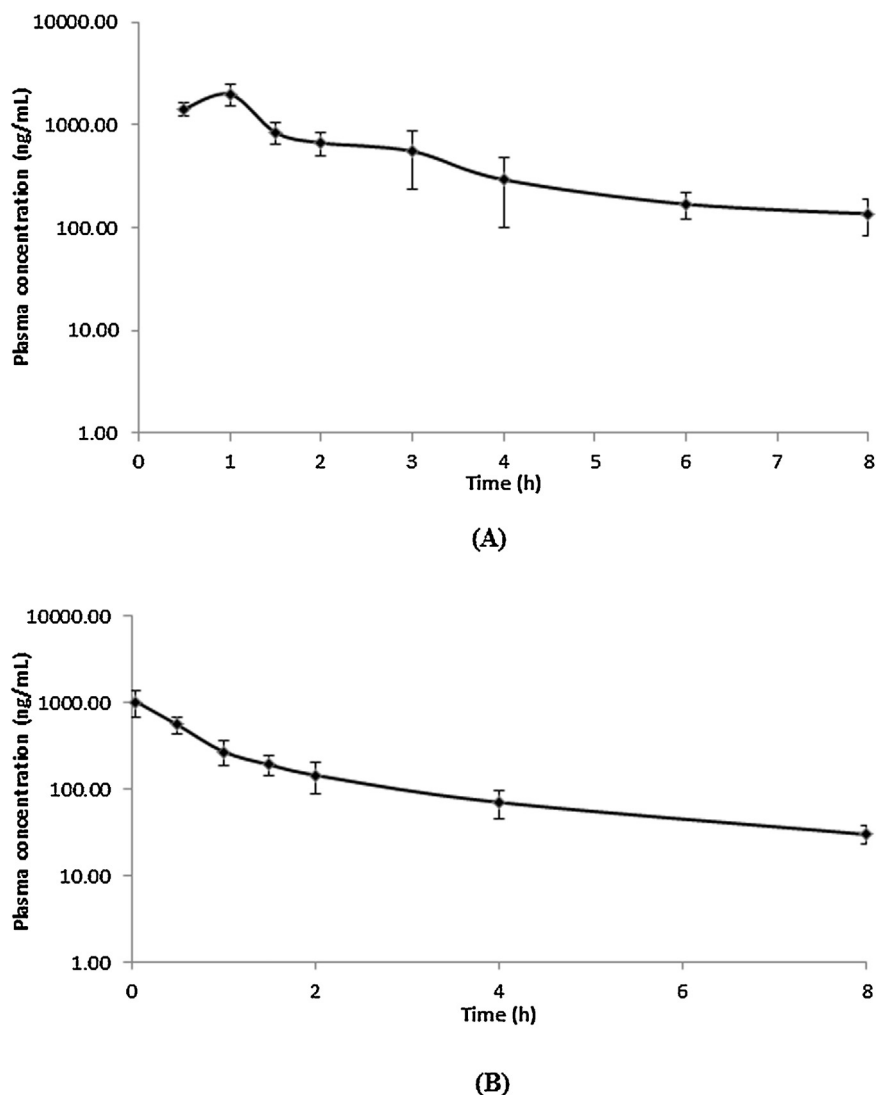 10000.00
1000.00
100.00
10.00
1.00
Plasma concentration (ng/mL)
0 1 2 3 4 5 6 7 8
Time (h)
(A)
10000.00
1000.00
100.00
10.00
1.00
Plasma concentration (ng/mL)
0 2 4 6 8
Time (h)
(B)